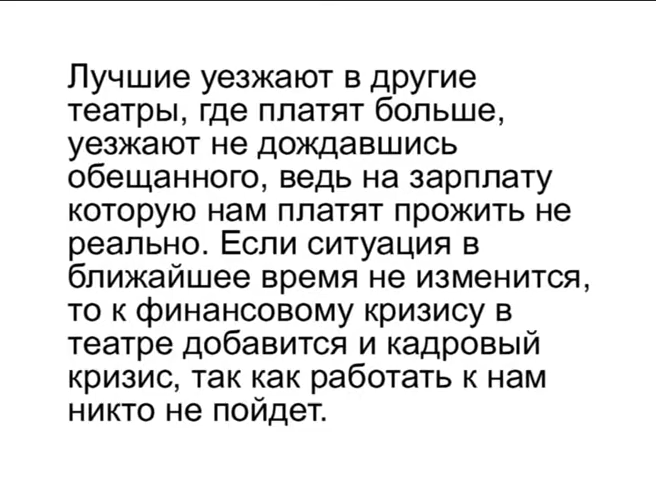 Лучшие уезжают в другие
театры, где платят больше,
уезжают не дождавшись
обещанного, ведь на зарплату
которую нам платят прожить не
реально. Если ситуация в
ближайшее время не изменится,
то к финансовому кризису в
театре добавится и кадровый
кризис, так как работать к нам
никто не пойдет.